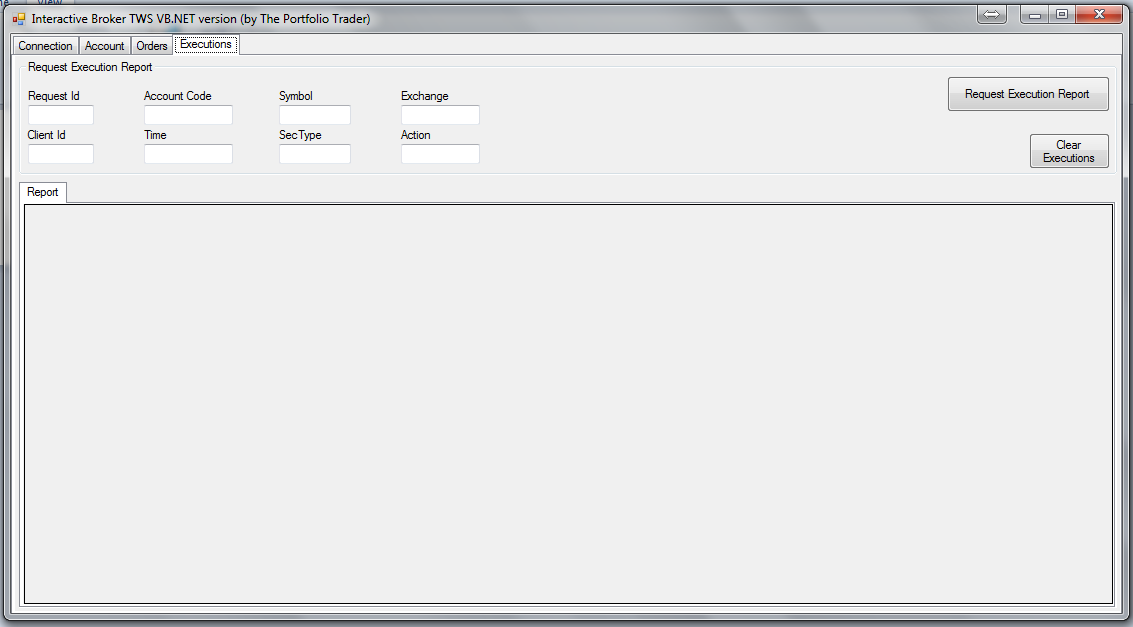 View
Interactive Broker TWS VB.NET version (by The Portfolio Trader)
Connection Account Orders Executions
Request Execution Report
Request Id Account Code Symbol Exchange
Request Execution Report
Client Id Time SecType Action
Clear
Executions
Report